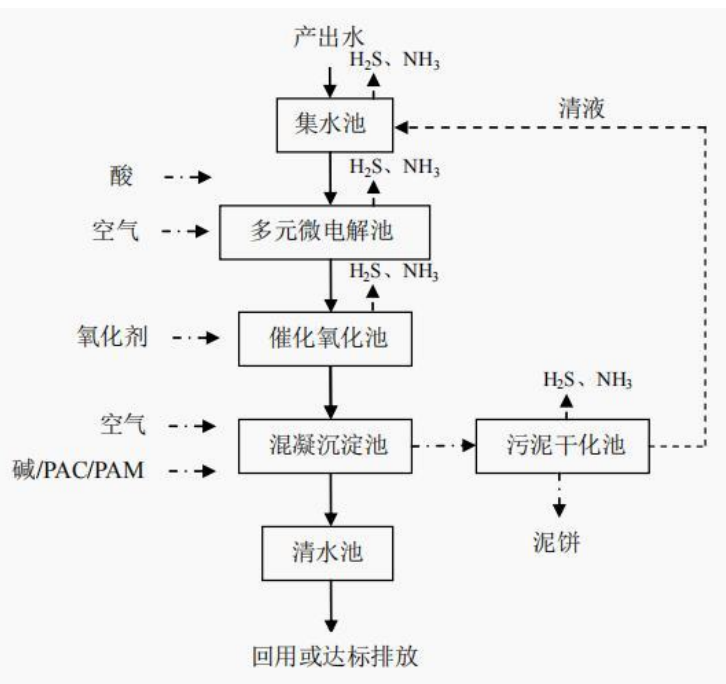 产出水
H₂S、NH₃
清液
集水池
酸
H₂S、NH₃
空气
多元微电解池
H₂S、NH₃
氧化剂
催化氧化池
H₂S、NH₃
空气
混凝沉淀池
污泥干化池
碱/PAC/PAM
清水池
泥饼
回用或达标排放